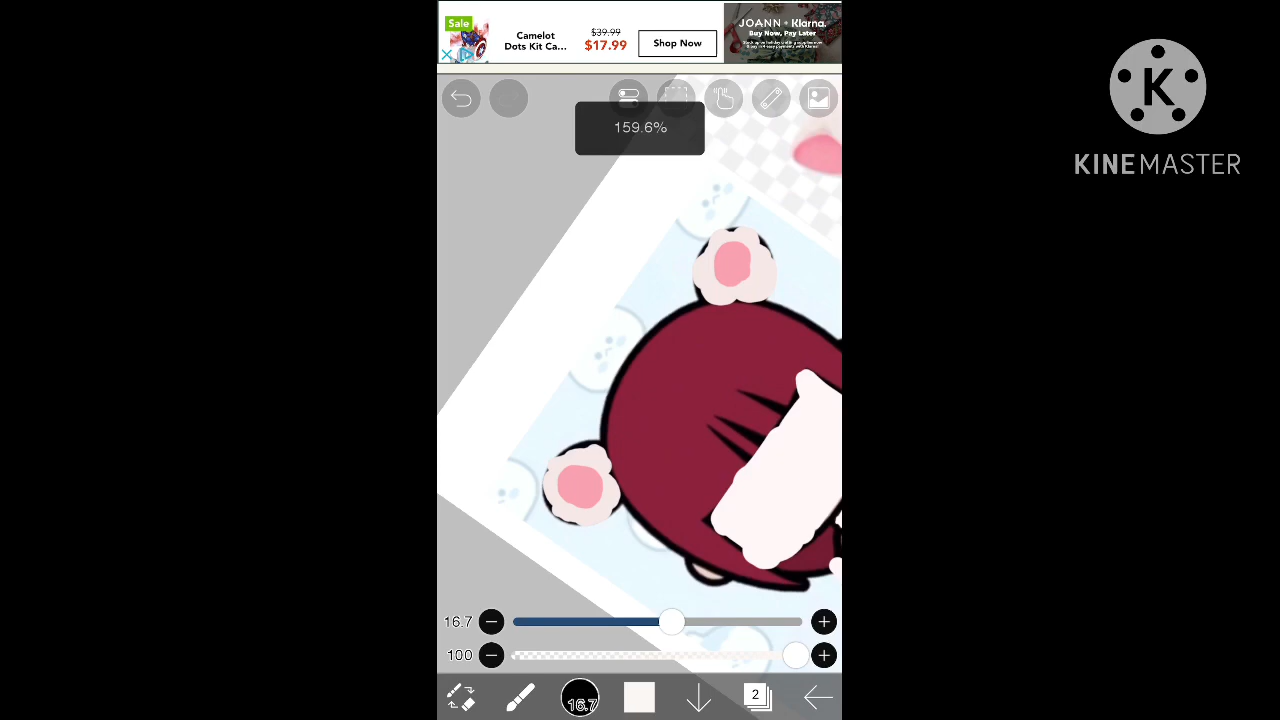 Sale
Camelot
Dots Kit Ca...
$39.99
$17.99
Shop Now
JOANN + Klarna.
Buy Now, Pay Later
159.6%
K
KINEMASTER
16.7
100
16.7
2